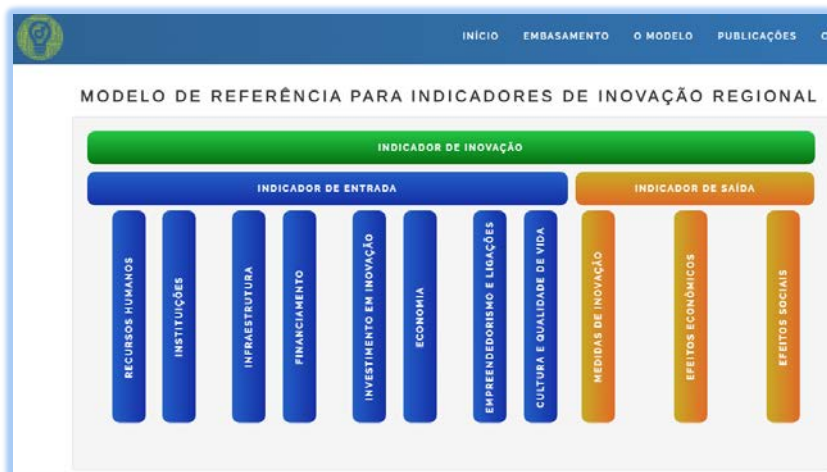 INÍCIO EMBASAMENTO O MODELO PUBLICAÇÕES
MODELO DE REFERÊNCIA PARA INDICADORES DE INOVAÇÃO REGIONAL
INDICADOR DE INOVAÇÃO
INDICADOR DE ENTRADA
INDICADOR DE SAÍDA
RECURSOS HUMANOS
INSTITUIÇÕES
INFRAESTRUTURA
FINANCIAMENTO
INVESTIMENTO EM INOVAÇÃO
ECONOMIA
EMPREENDEDORISMO E LIGAÇÕES
CULTURA E QUALIDADE DE VIDA
MEDIDAS DE INOVAÇÃO
EFEITOS ECONÔMICOS
EFEITOS SOCIAIS